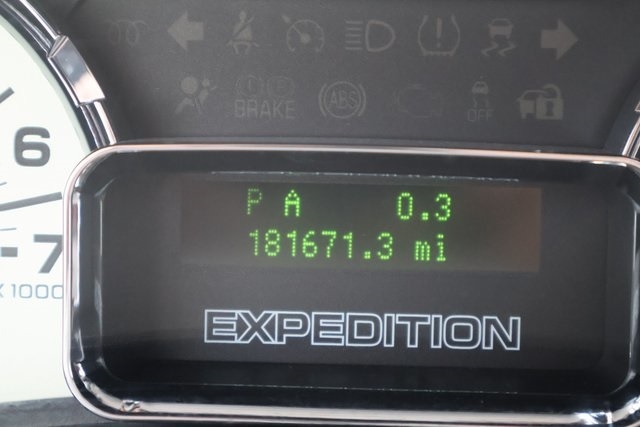 BRAKE
ABS
OFF
6
-7
X 1000
P A 0.3
181671.3 mi
EXPEDITION